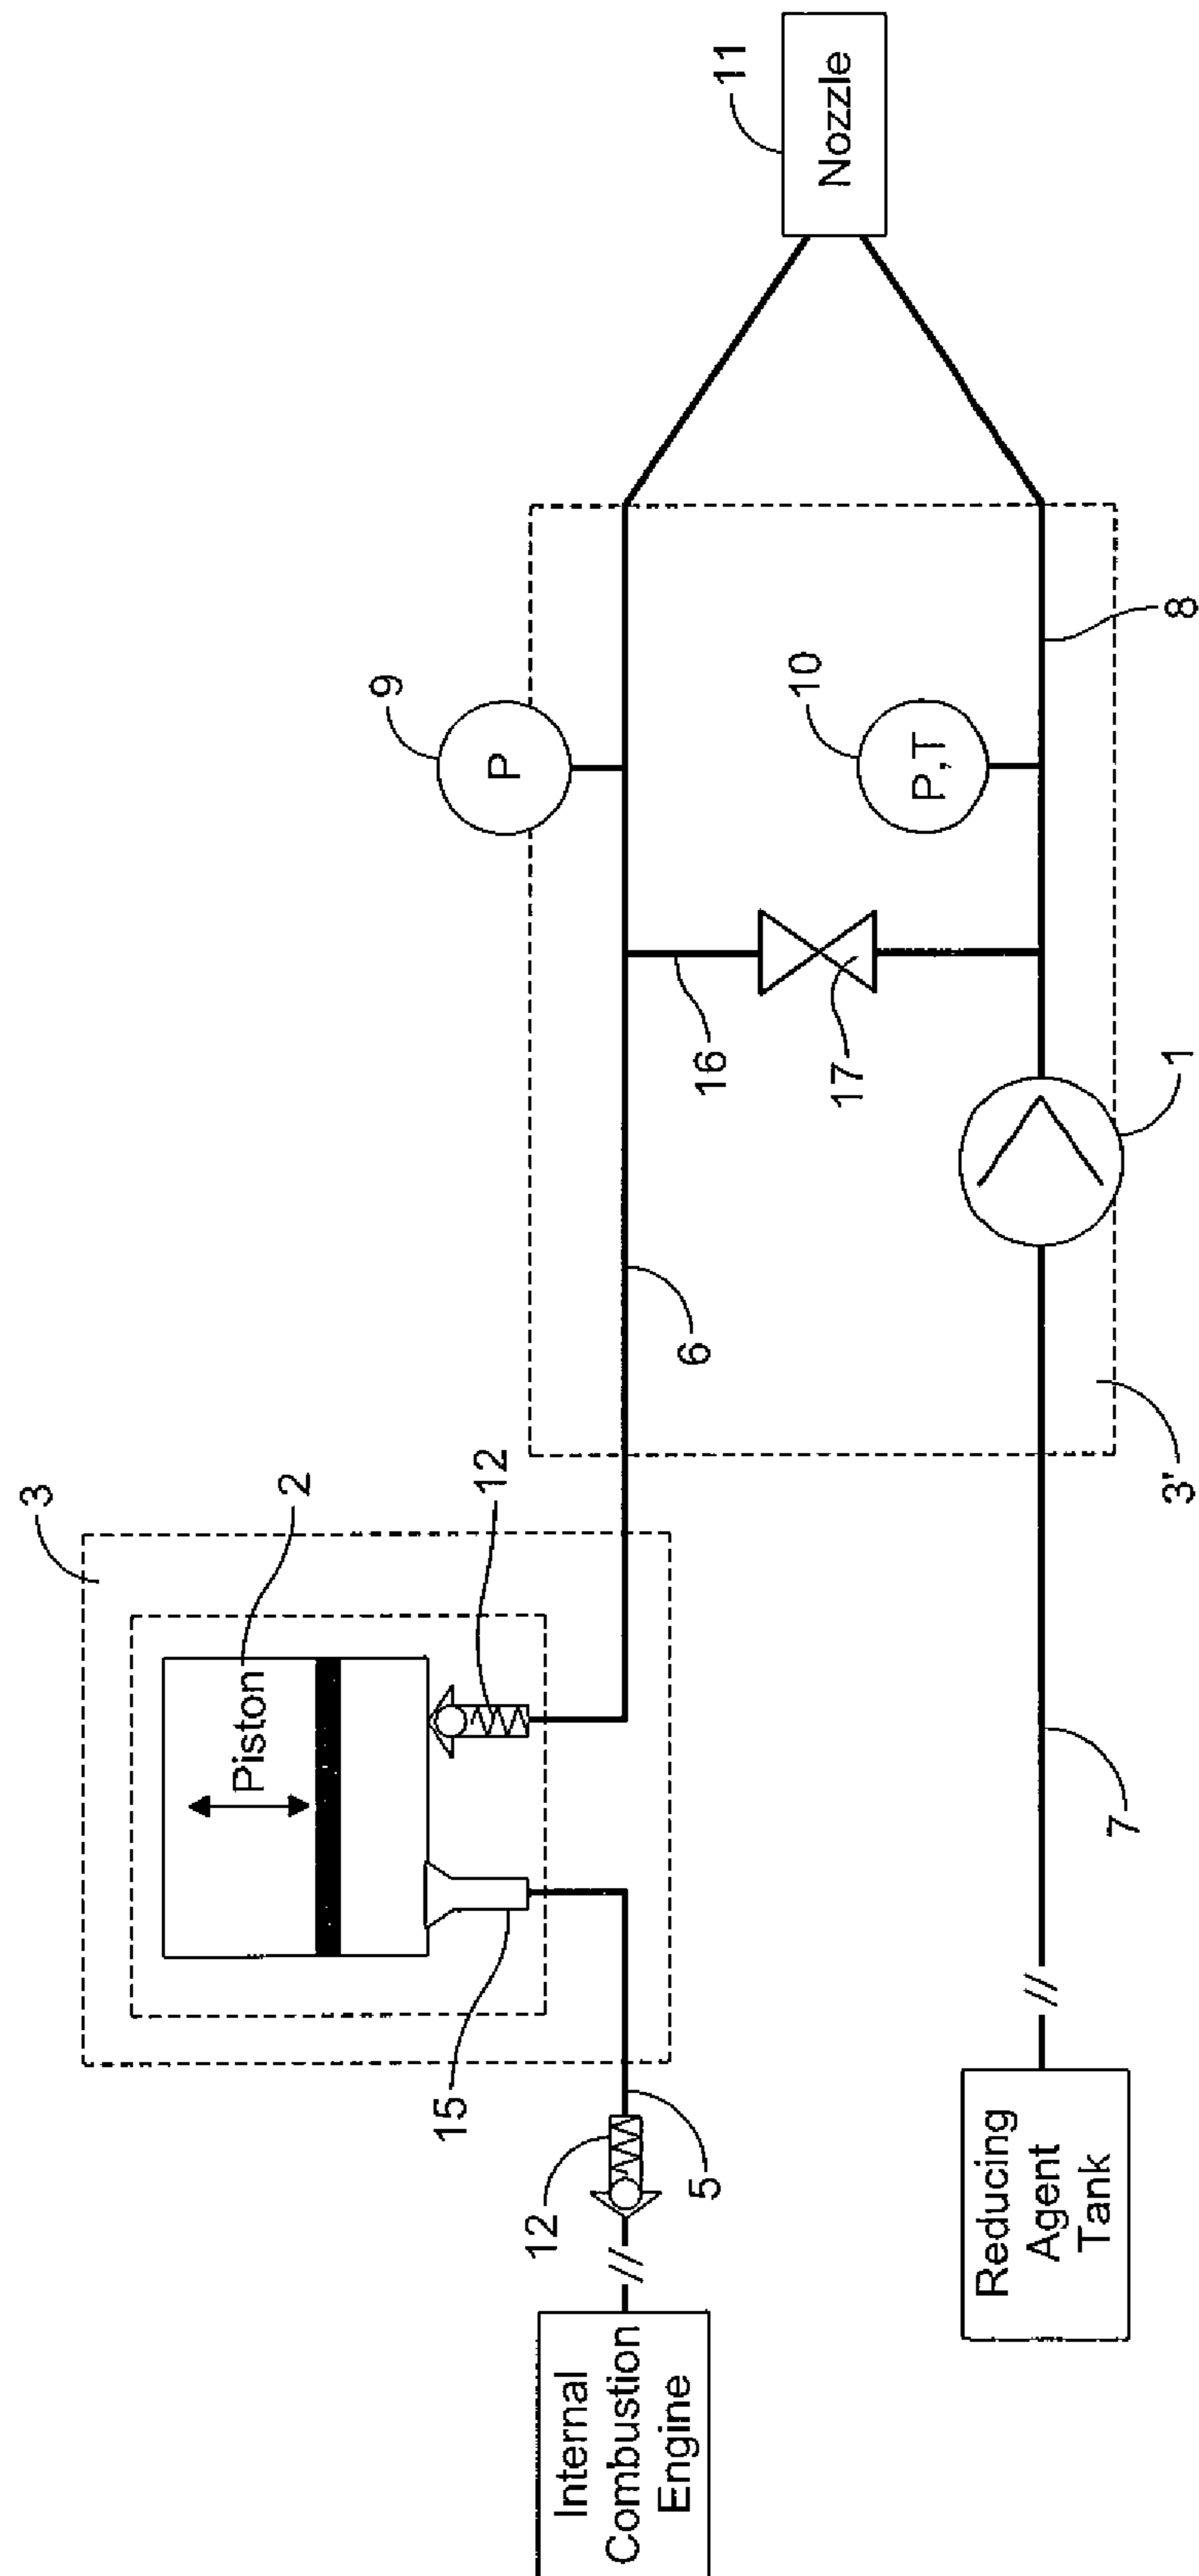 3
2
Piston
12
15
12
5
Internal
Combustion
Engine
9
P
6
16
17
10
P,T
11
Nozzle
8
1
3'
7
//
//
Reducing
Agent
Tank